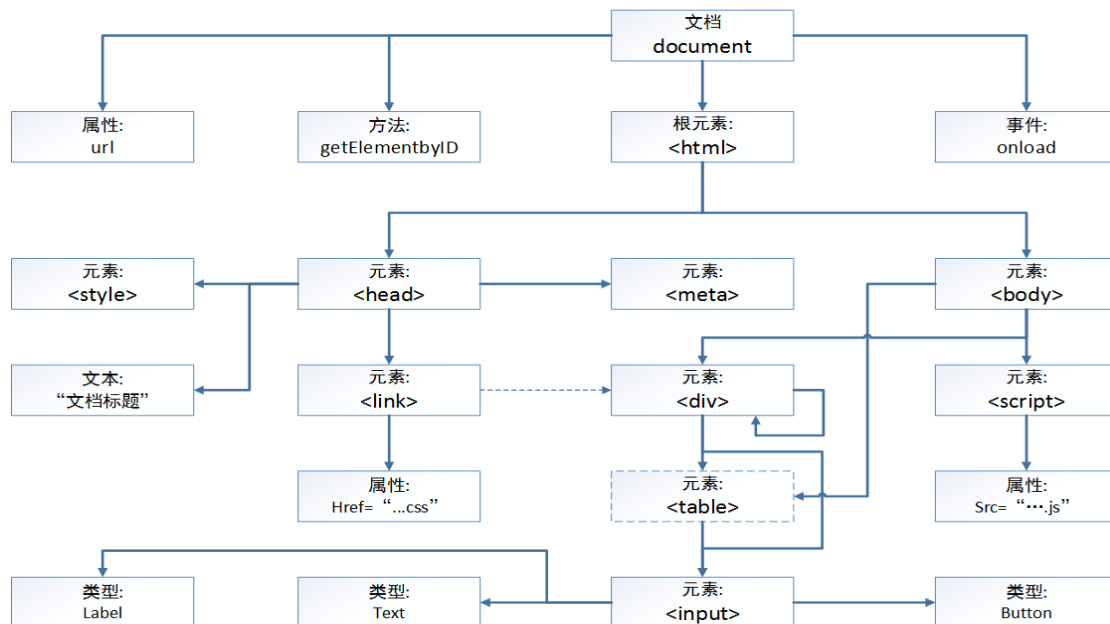 文档
document
属性:
url
方法:
getElementbyID
根元素:
<html>
事件:
onload
元素:
<style>
元素:
<head>
元素:
<meta>
元素:
<body>
文本:
“文档标题”
元素:
<link>
元素:
<div>
元素:
<script>
属性:
Href= “...css”
元素:
<table>
属性:
Src= “….js”
类型:
Label
类型:
Text
元素:
<input>
类型:
Button